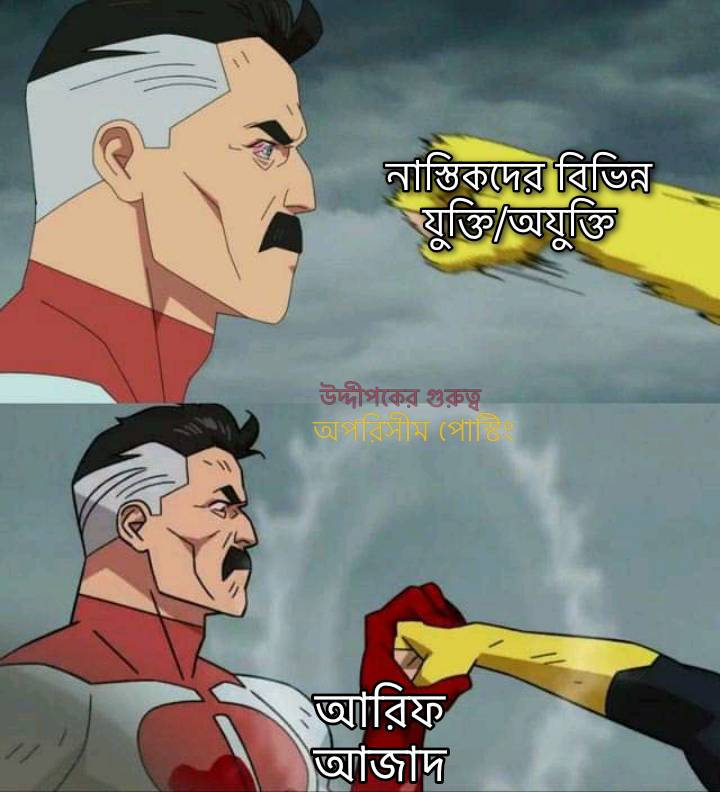 নাস্তিকদের বিভিন্ন
যুক্তি/অযুক্তি
উদ্দীপকের গুরুত্ব
অপরিসীম পোস্টিং
আরিফ
আজাদ